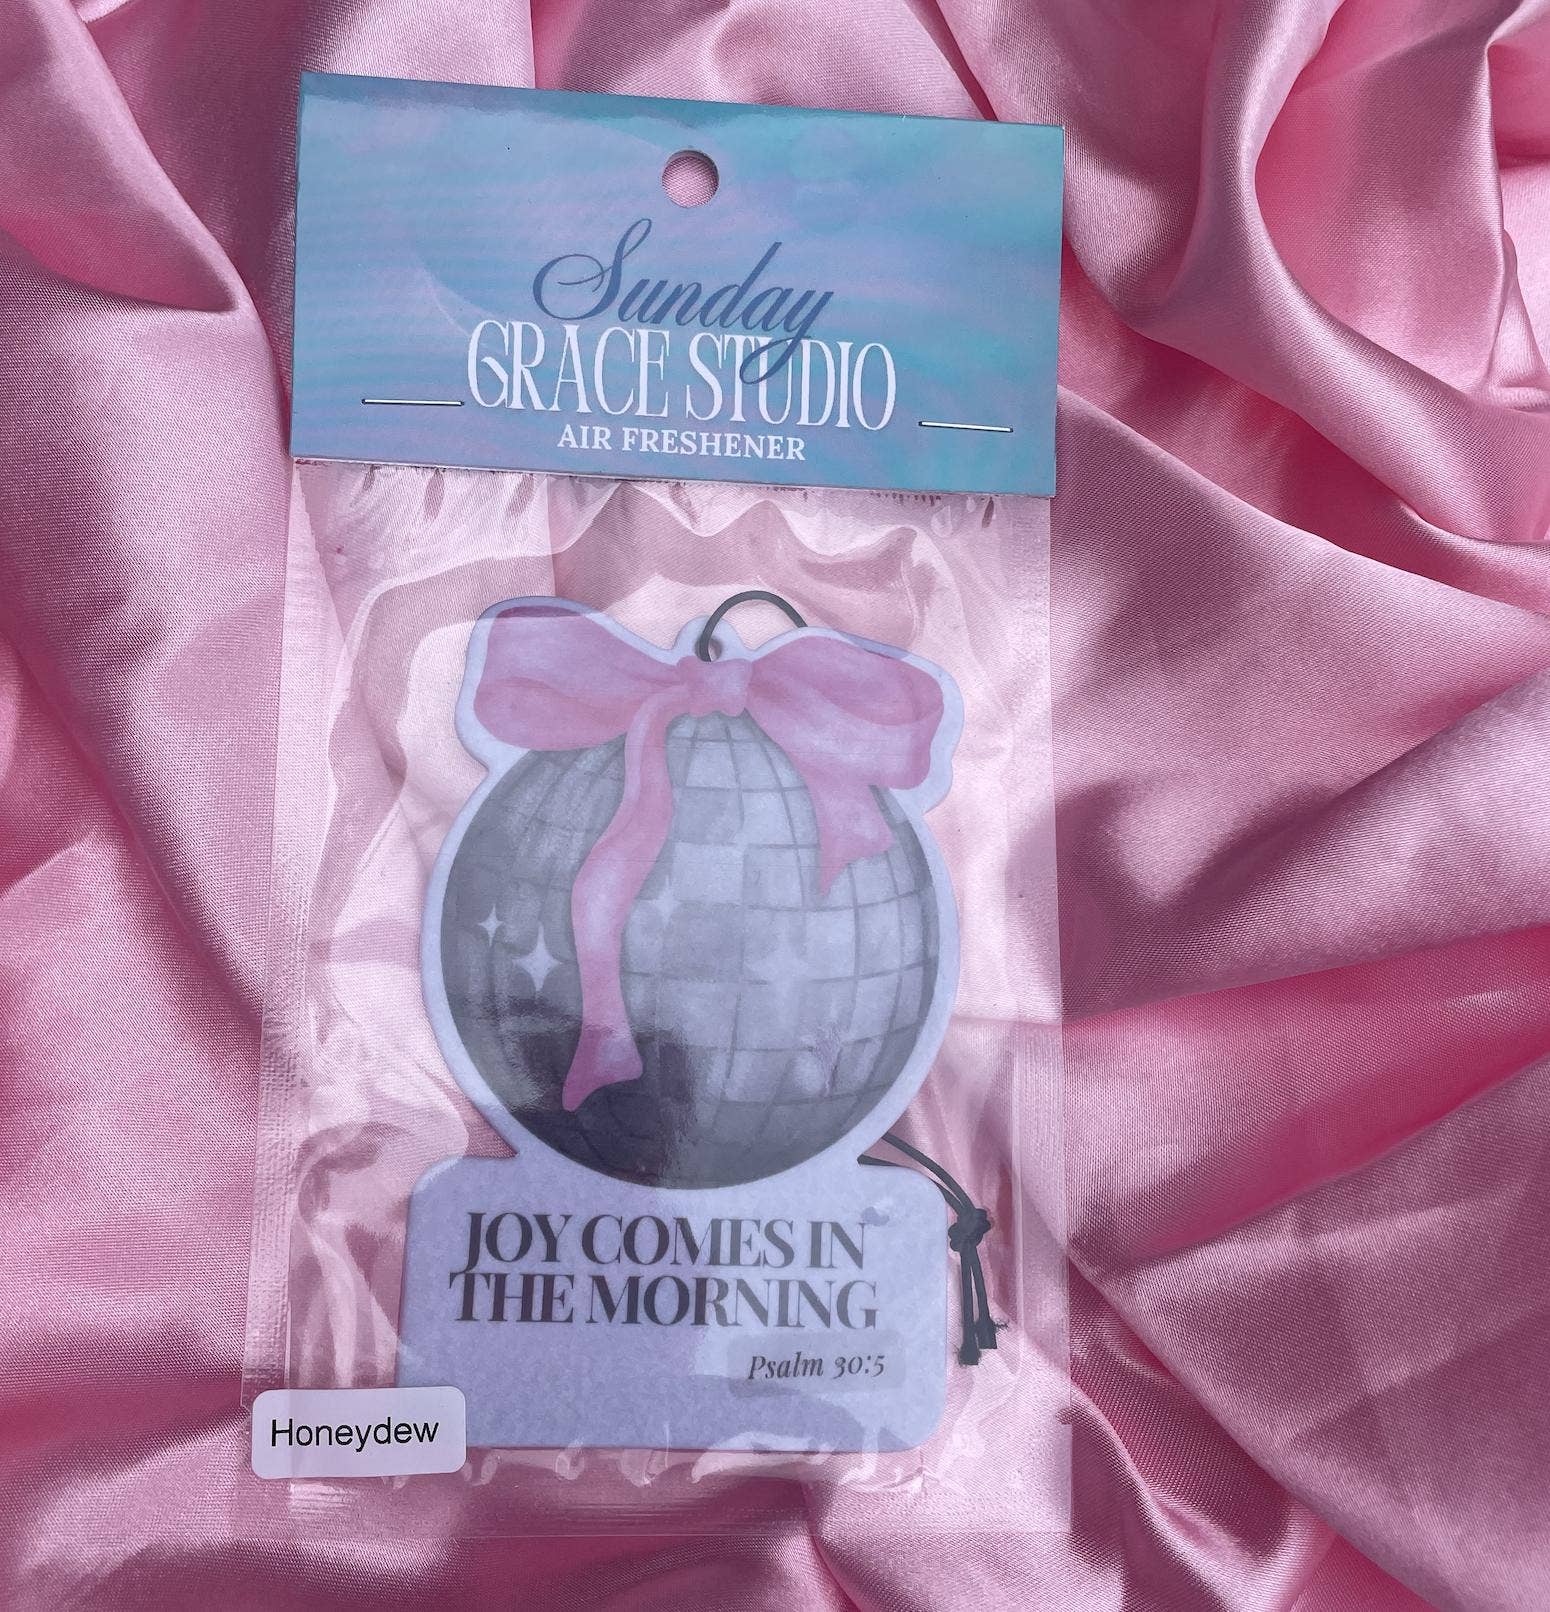 Sunday
GRACE STUDIO
AIR FRESHENER
JOY COMES IN
THE MORNING
Psalm 30:5
Honeydew